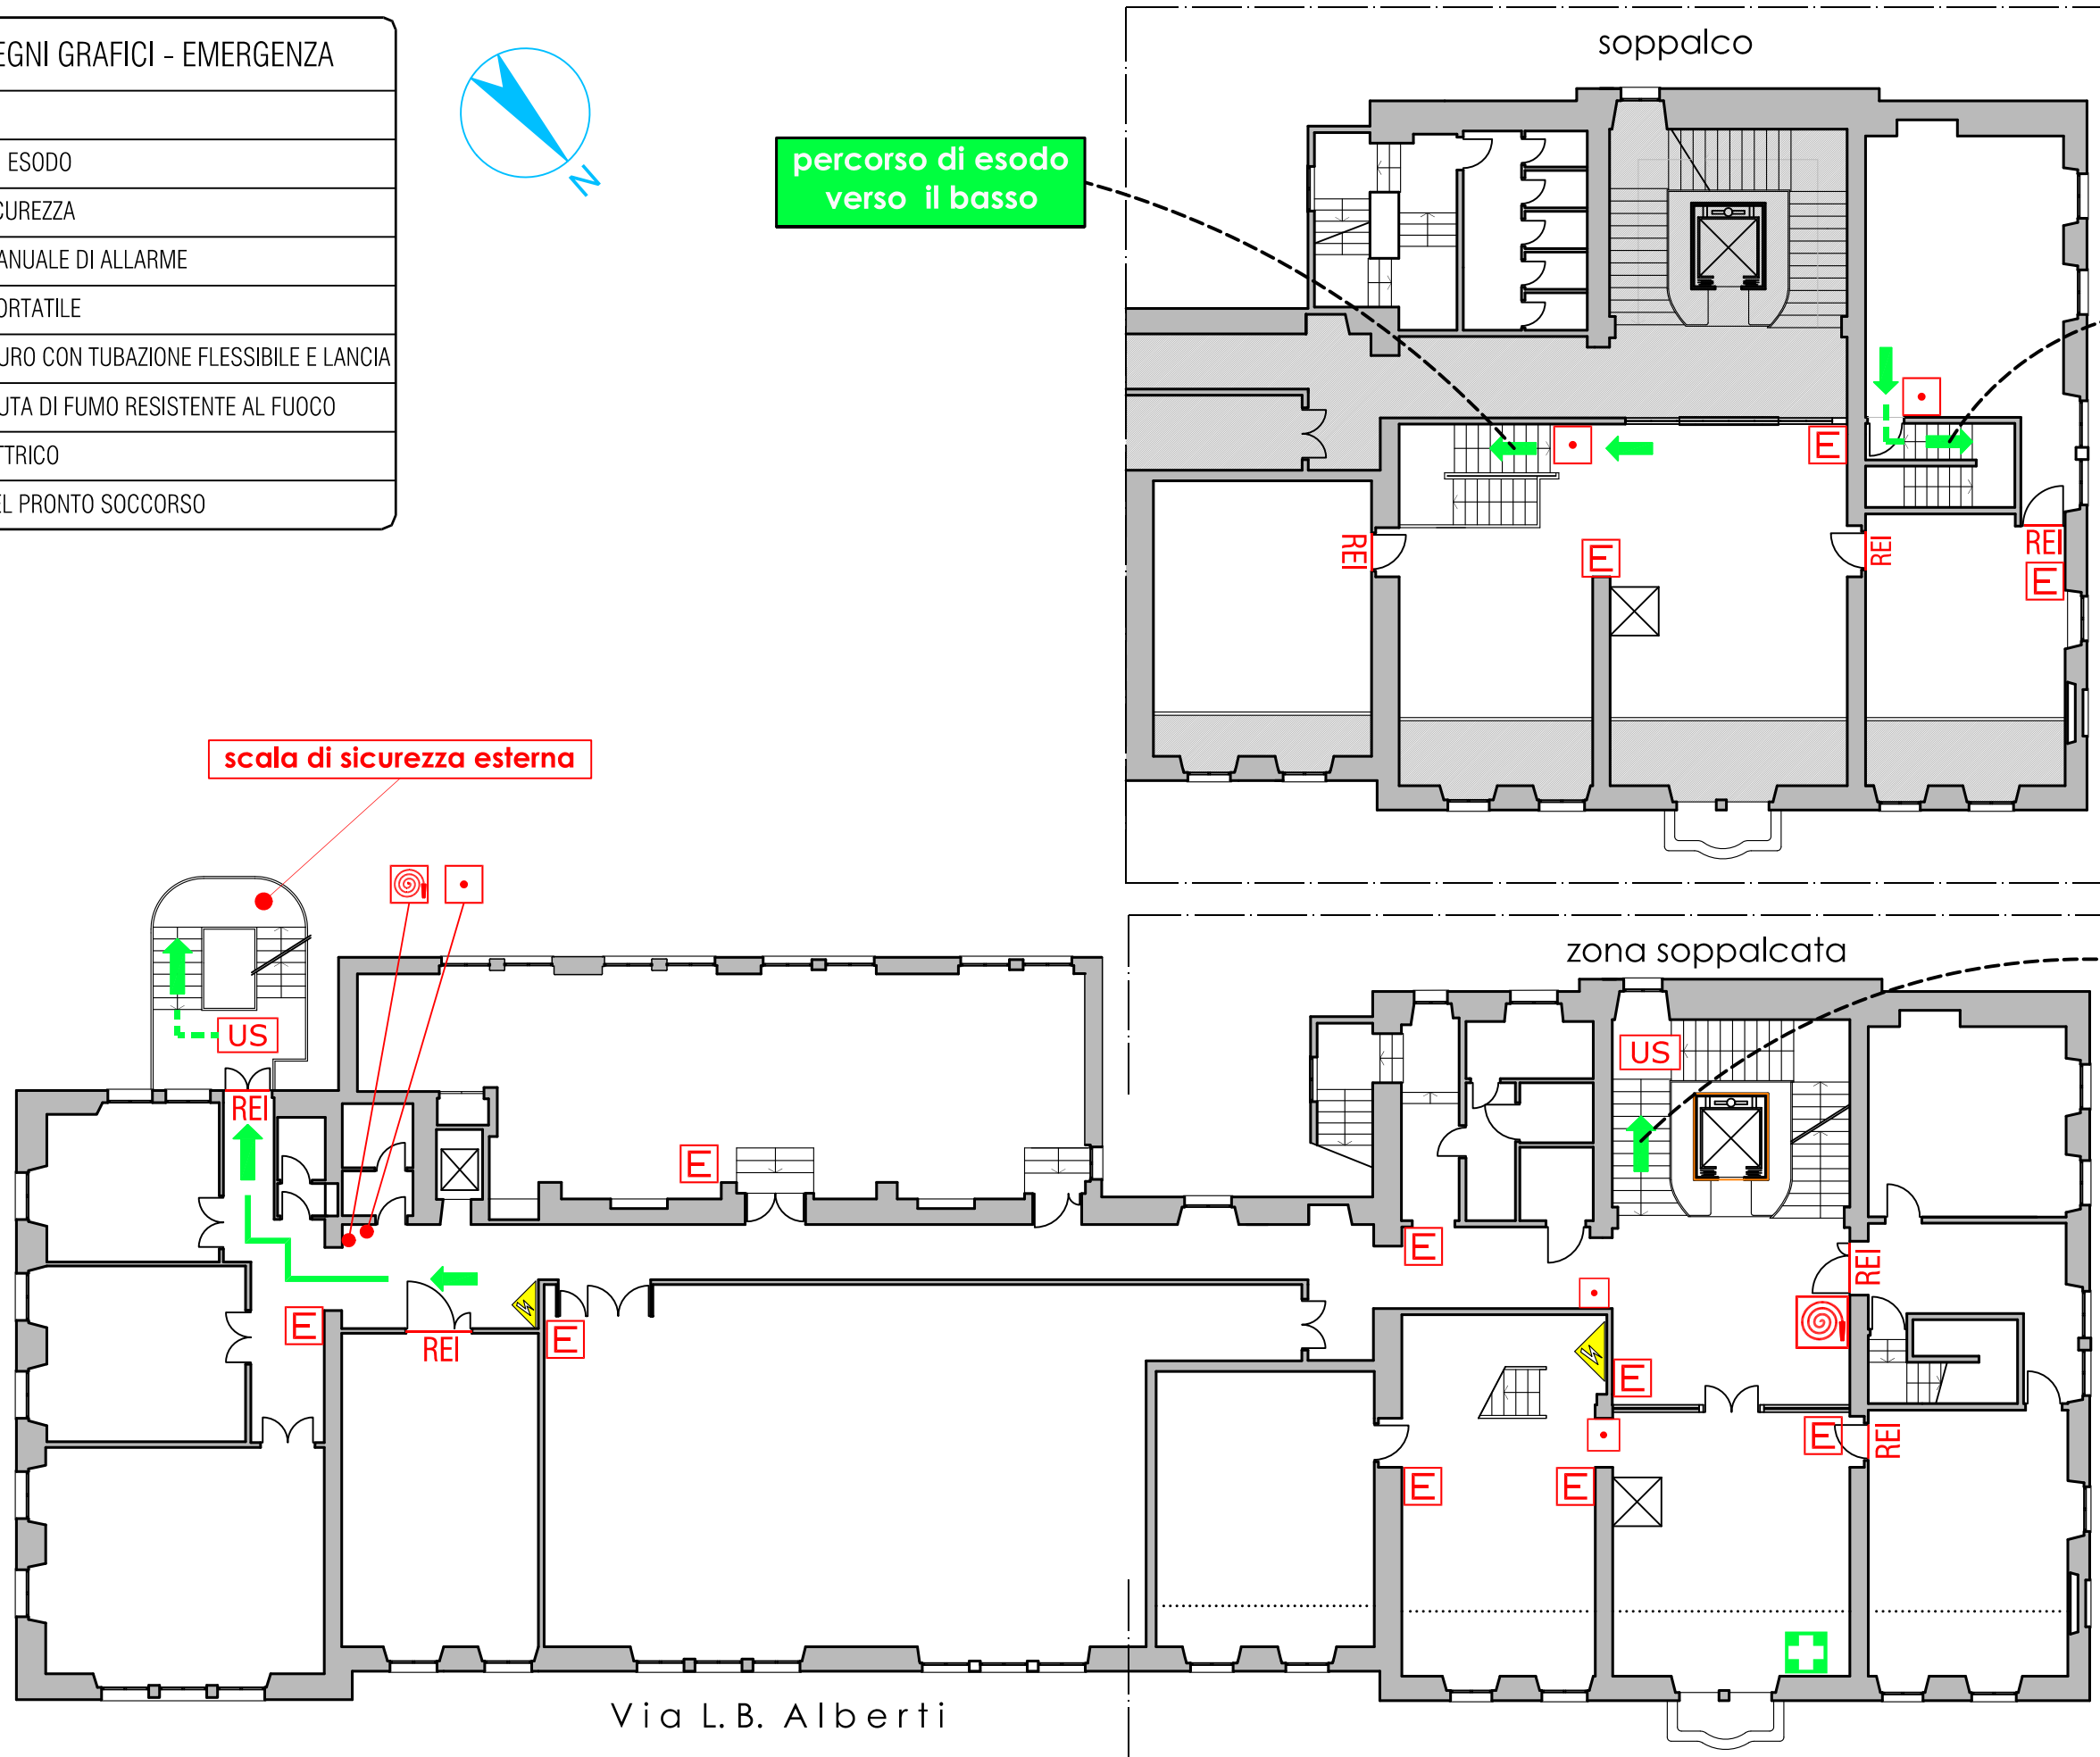 EGNI GRAFICI - EMERGENZA
ESODO
CUREZZA
ANUALE DI ALLARME
ORTATILE
URO CON TUBAZIONE FLESSIBILE E LANCIA
UTA DI FUMO RESISTENTE AL FUOCO
TTRICO
EL PRONTO SOCCORSO
N
percorso di esodo
verso il basso
soppalco
E
REI
E
REI
REI
E
scala di sicurezza esterna
US
REI
E
E
REI
E
zona soppalcata
US
E
REI
E
E
REI
E
E
Via L.B. Alberti